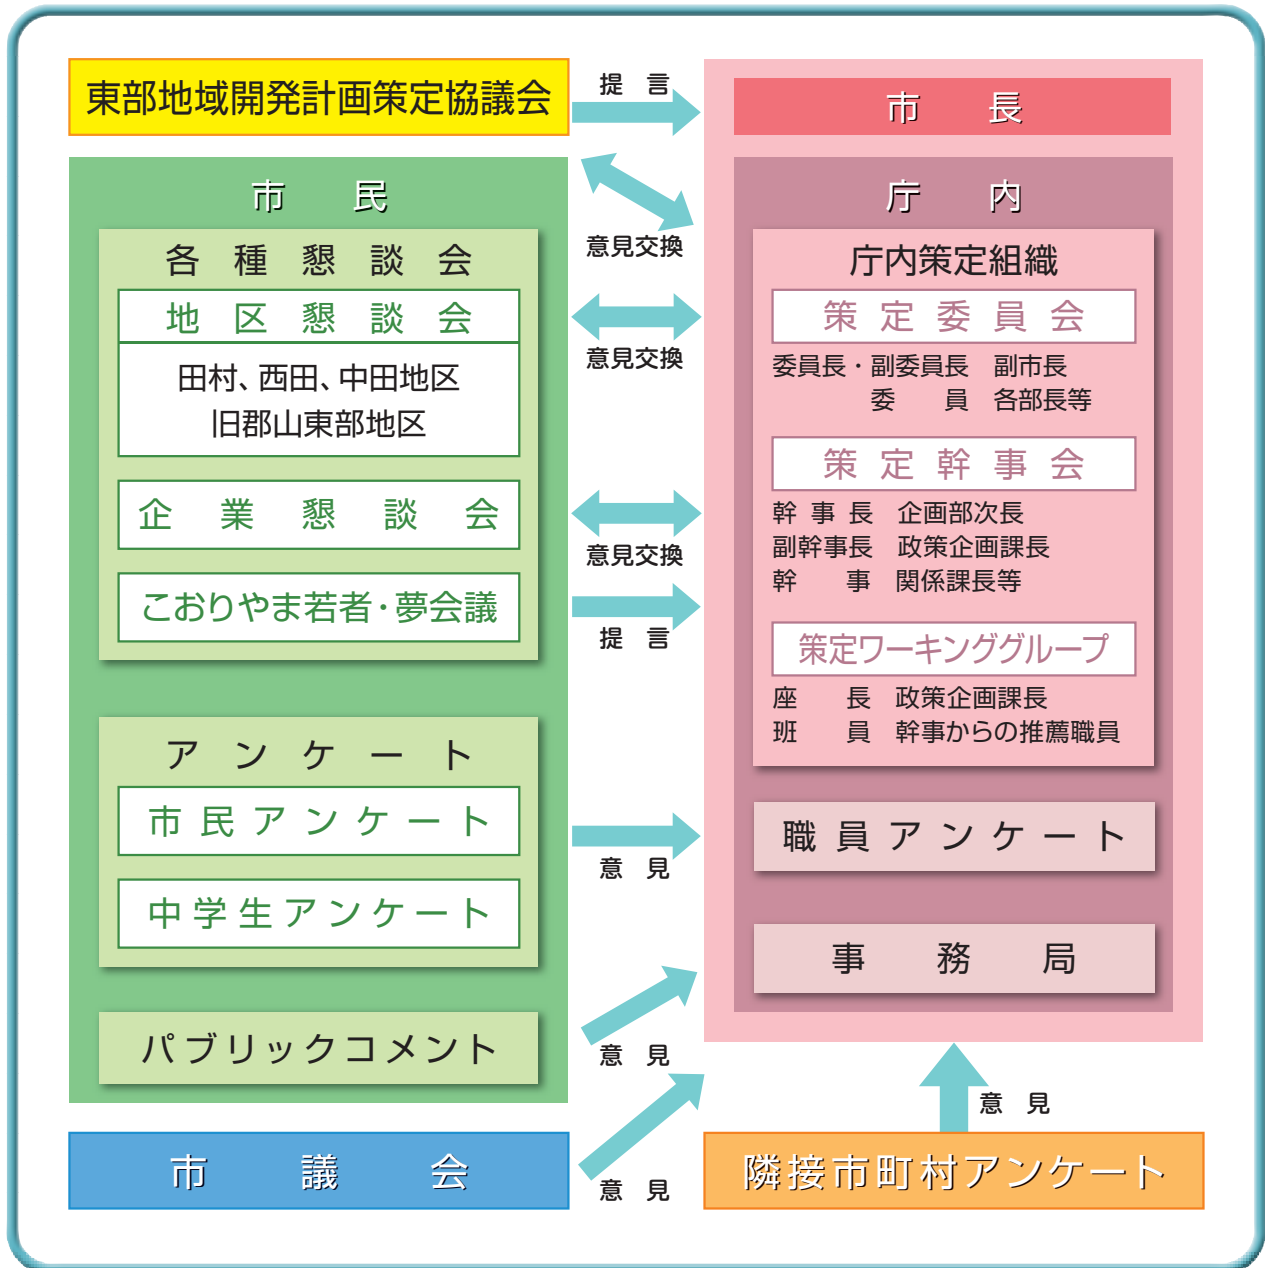 東部地域開発計画策定協議会
提言
市長
市民
各種懇談会
地区懇談会
田村、西田、中田地区
旧郡山東部地区
企業懇談会
こおりやま若者・夢会議
アンケート
市民アンケート
中学生アンケート
パブリックコメント
市議会
意見交換
意見交換
意見交換
提言
意見
意見
意見
庁内
庁内策定組織
策定委員会
委員長・副委員長 副市長
委員 各部長等
策定幹事会
幹事長 企画部次長
副幹事長 政策企画課長
幹事 関係課長等
策定ワーキンググループ
座長 政策企画課長
班員 幹事からの推薦職員
職員アンケート
事務局
意見
隣接市町村アンケート